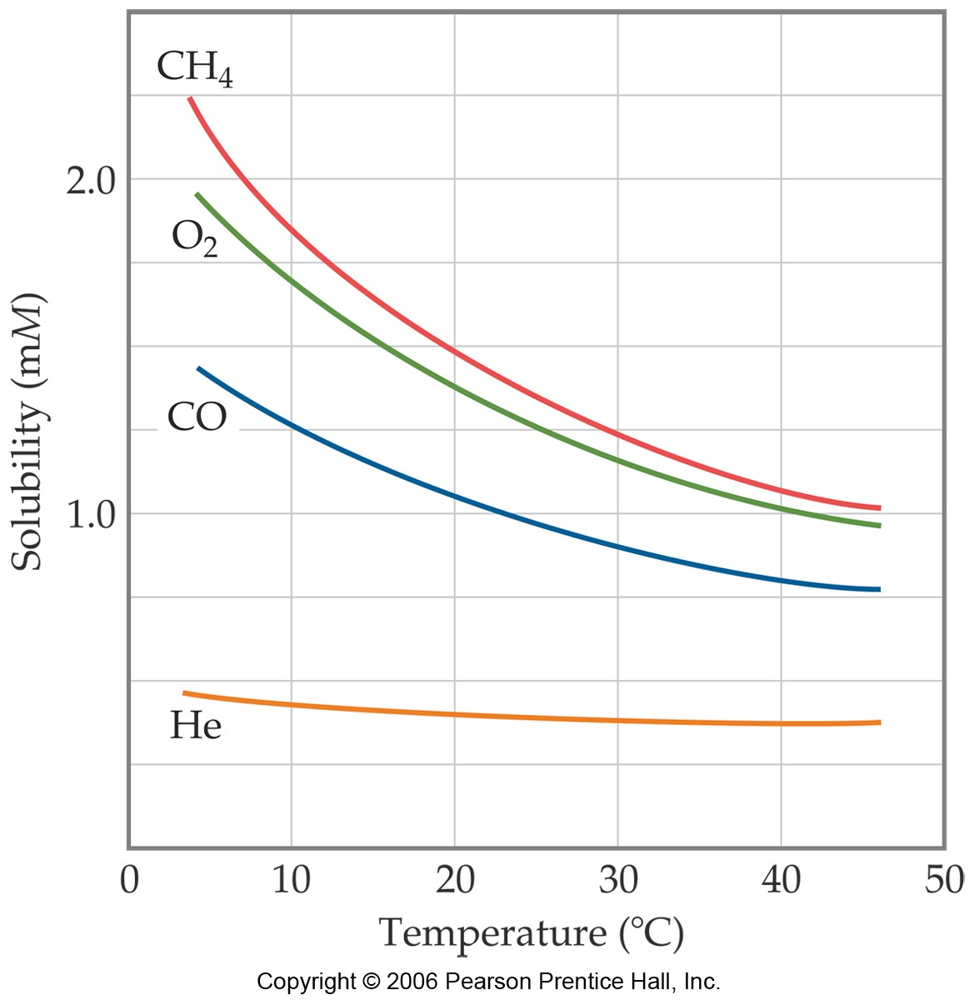 CH₄
2.0
O₂
CO
Solubility (mM)
1.0
He
0 10 20 30 40 50
Temperature (°C)
Copyright © 2006 Pearson Prentice Hall, Inc.